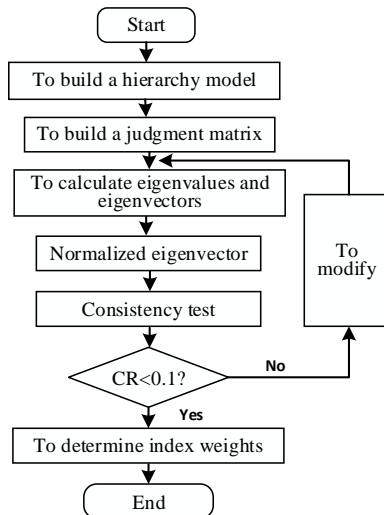 Start
To build a hierarchy model
To build a judgment matrix
To calculate eigenvalues and
eigenvectors
Normalized eigenvector
To
modify
Consistency test
CR<0.1?
No
Yes
To determine index weights
End